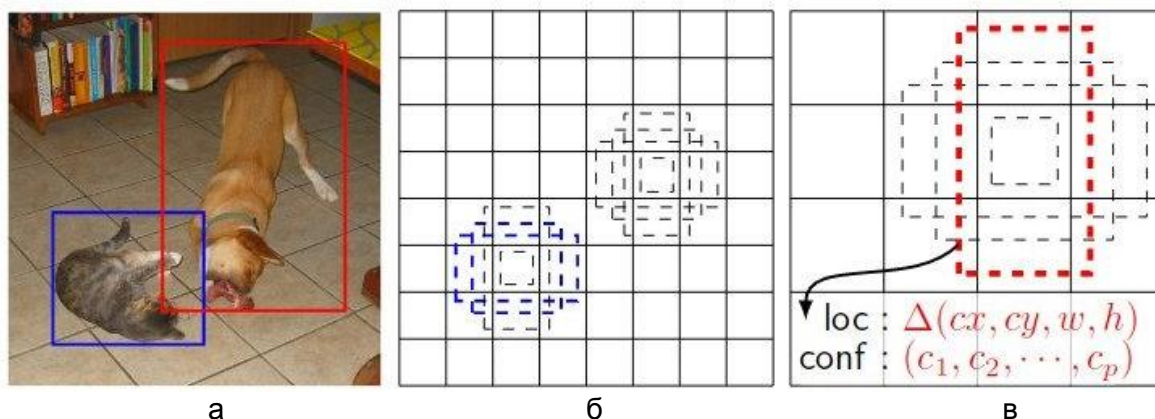 loc : Δ(cx, cy, w, h)
conf : (c₁, c₂, ⋯, cₚ)
а б в